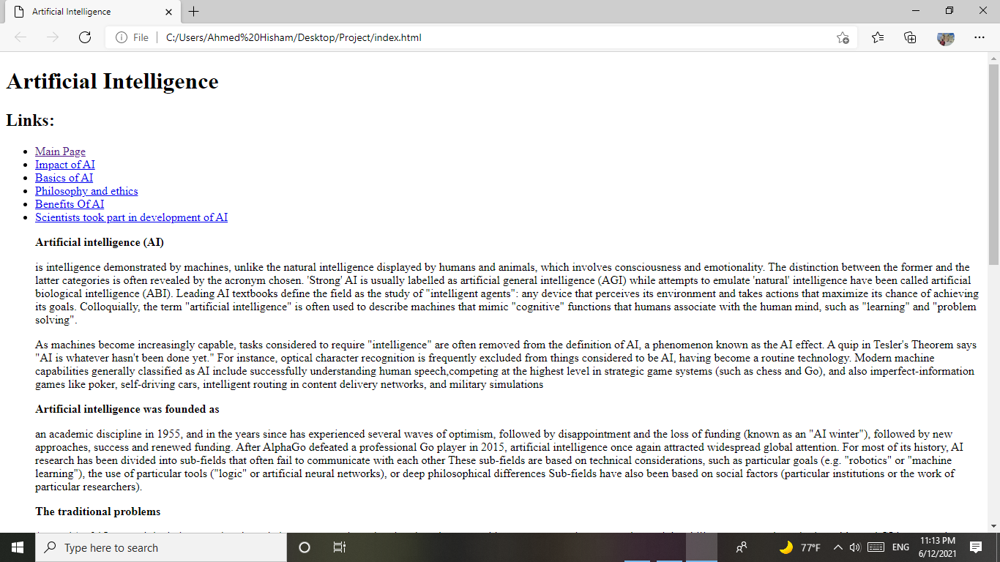 Artificial Intelligence
File
C:/Users/Ahmed%20Hisham/Desktop/Project/index.html
Artificial Intelligence
Links:
Main Page
Impact of AI
Basics of AI
Philosophy and ethics
Benefits Of AI
Scientists took part in development of AI
Artificial intelligence (AI)
is intelligence demonstrated by machines, unlike the natural intelligence displayed by humans and animals, which involves consciousness and emotionality. The distinction between the former and the
latter categories is often revealed by the acronym chosen. 'Strong' AI is usually labelled as artificial general intelligence (AGI) while attempts to emulate 'natural' intelligence have been called artificial
biological intelligence (ABI). Leading AI textbooks define the field as the study of "intelligent agents": any device that perceives its environment and takes actions that maximize its chance of achieving
its goals. Colloquially, the term "artificial intelligence" is often used to describe machines that mimic "cognitive" functions that humans associate with the human mind, such as "learning" and "problem
solving".
As machines become increasingly capable, tasks considered to require "intelligence" are often removed from the definition of AI, a phenomenon known as the AI effect. A quip in Tesler's Theorem says
"AI is whatever hasn't been done yet." For instance, optical character recognition is frequently excluded from things considered to be AI, having become a routine technology. Modern machine
capabilities generally classified as AI include successfully understanding human speech,competing at the highest level in strategic game systems (such as chess and Go), and also imperfect-information
games like poker, self-driving cars, intelligent routing in content delivery networks, and military simulations
Artificial intelligence was founded as
an academic discipline in 1955, and in the years since has experienced several waves of optimism, followed by disappointment and the loss of funding (known as an "AI winter"), followed by new
approaches, success and renewed funding. After AlphaGo defeated a professional Go player in 2015, artificial intelligence once again attracted widespread global attention. For most of its history, AI
research has been divided into sub-fields that often fail to communicate with each other These sub-fields are based on technical considerations, such as particular goals (e.g. "robotics" or "machine
learning"), the use of particular tools ("logic" or artificial neural networks), or deep philosophical differences Sub-fields have also been based on social factors (particular institutions or the work of
particular researchers).
The traditional problems
Type here to search
77°F
ENG
11:13 PM
6/12/2021